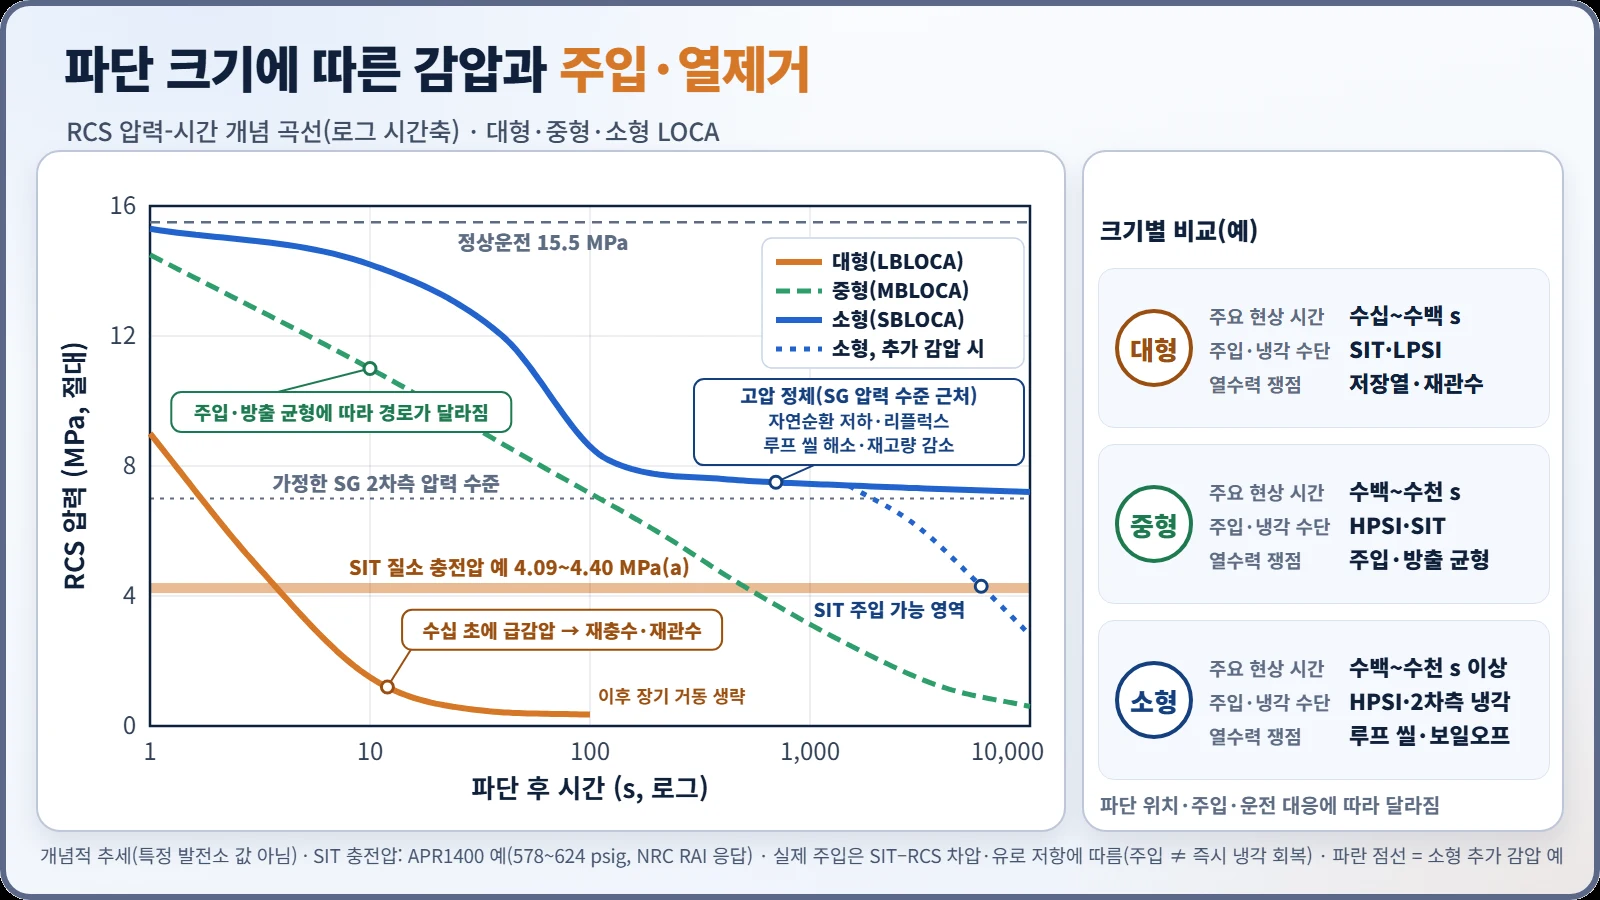 파단 크기에 따른 감압과 주입·열제거
RCS 압력-시간 개념 곡선(로그 시간축) · 대형·중형·소형 LOCA
16
12
8
4
0
RCS 압력 (MPa, 절대)
정상운전 15.5 MPa
대형(LBLOCA)
중형(MBLOCA)
소형(SBLOCA)
소형, 추가 감압 시
고압 정체(SG 압력 수준 근처)
자연순환 저하·리플럭스
루프 씰 해소·재고량 감소
주입·방출 균형에 따라 경로가 달라짐
가정한 SG 2차측 압력 수준
SIT 질소 충전압 예 4.09~4.40 MPa(a)
SIT 주입 가능 영역
수십 초에 급감압 → 재충수·재관수
이후 장기 거동 생략
1
10
100
1,000
10,000
파단 후 시간 (s, 로그)
크기별 비교(예)
대형
주요 현상 시간 수십~수백 s
주입·냉각 수단 SIT·LPSI
열수력 쟁점 저장열·재관수
중형
주요 현상 시간 수백~수천 s
주입·냉각 수단 HPSI·SIT
열수력 쟁점 주입·방출 균형
소형
주요 현상 시간 수백~수천 s 이상
주입·냉각 수단 HPSI·2차측 냉각
열수력 쟁점 루프 씰·보일오프
파단 위치·주입·운전 대응에 따라 달라짐
개념적 추세(특정 발전소 값 아님) · SIT 충전압: APR1400 예(578~624 psig, NRC RAI 응답) · 실제 주입은 SIT−RCS 차압·유로 저항에 따름(주입 ≠ 즉시 냉각 회복) · 파란 점선 = 소형 추가 감압 예